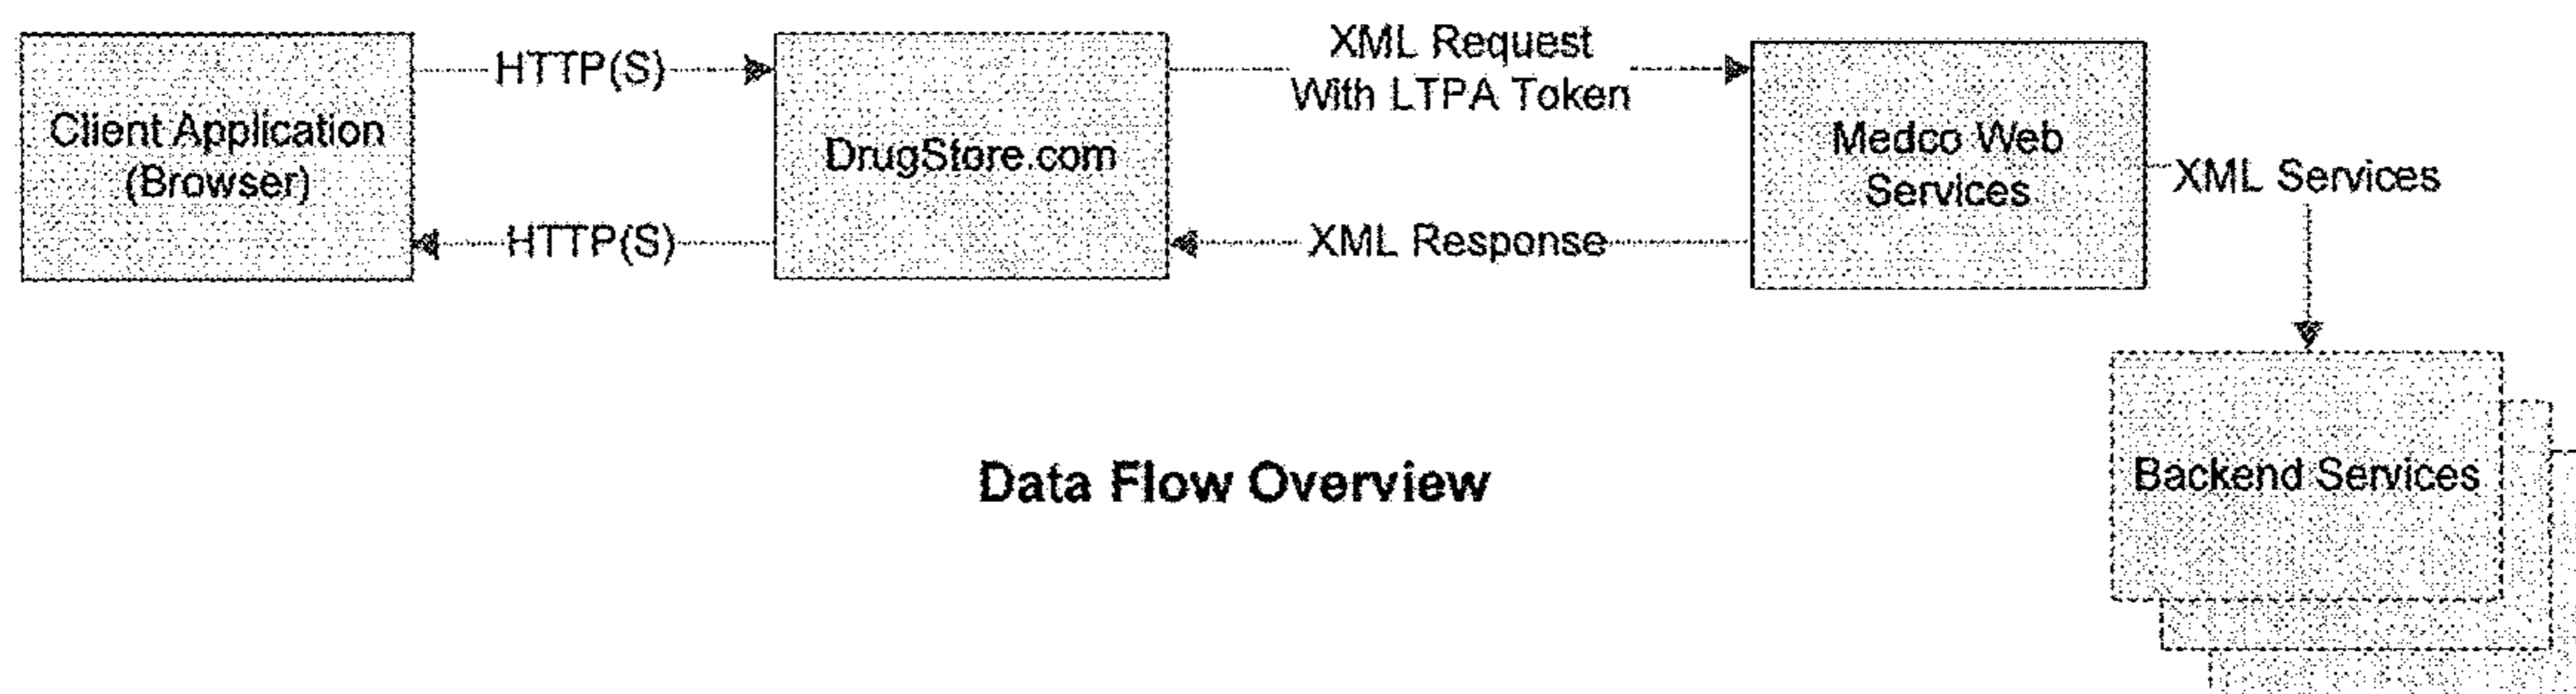 Client Application
(Browser)
HTTP(S)
HTTP(S)
DrugStore.com
XML Request
With LTPA Token
XML Response
Medco Web
Services
XML Services
Backend Services
Data Flow Overview